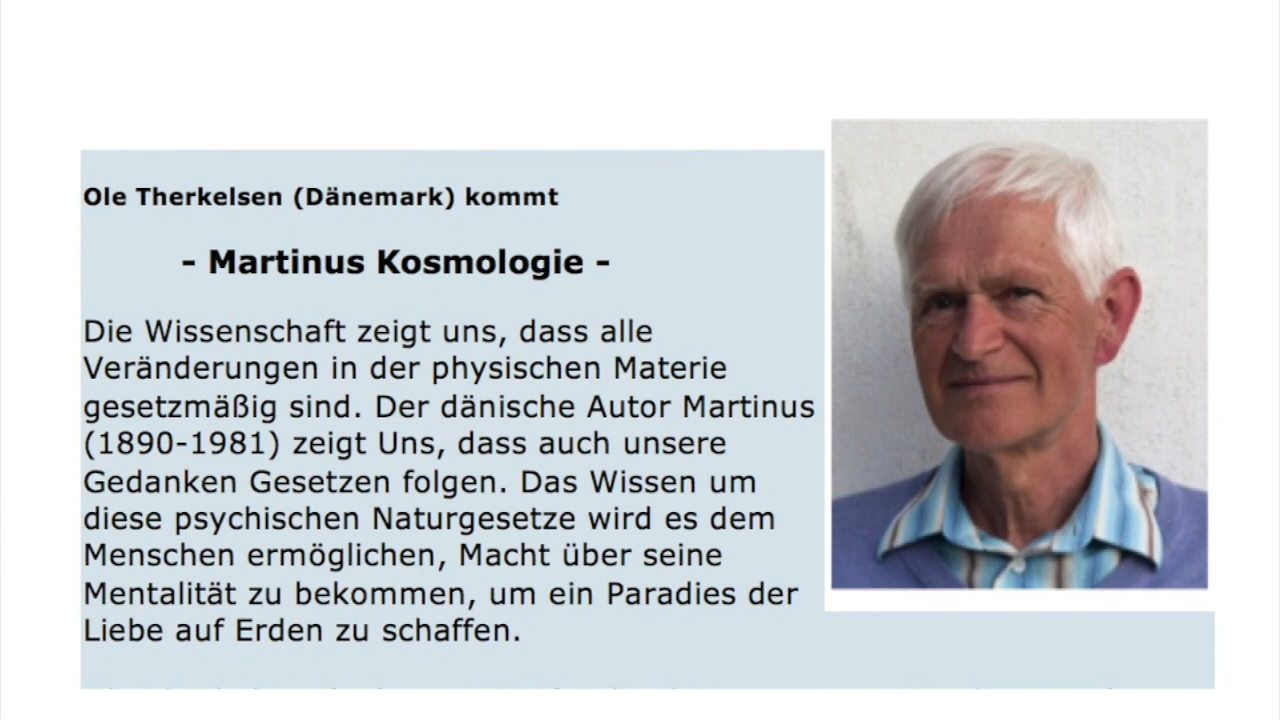 Ole Therkelsen (Dänemark) kommt
- Martinus Kosmologie -
Die Wissenschaft zeigt uns, dass alle
Veränderungen in der physischen Materie
gesetzmäßig sind. Der dänische Autor Martinus
(1890-1981) zeigt Uns, dass auch unsere
Gedanken Gesetzen folgen. Das Wissen um
diese psychischen Naturgesetze wird es dem
Menschen ermöglichen, Macht über seine
Mentalität zu bekommen, um ein Paradies der
Liebe auf Erden zu schaffen.